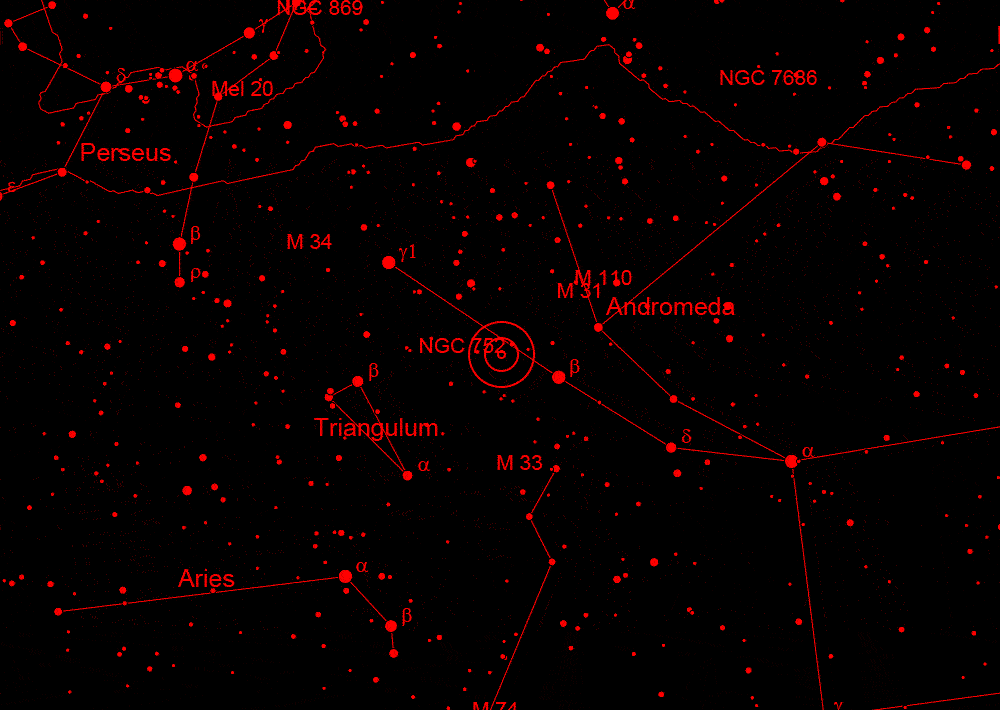 NGC 869
α
γ
α
δ
NGC 7686
Mel 20
Perseus
ε
β
M 34
γ1
ρ
M 110
M 31
Andromeda
NGC 752
β
β
Triangulum
δ
α
α
M 33
α
Aries
β
γ
M 74